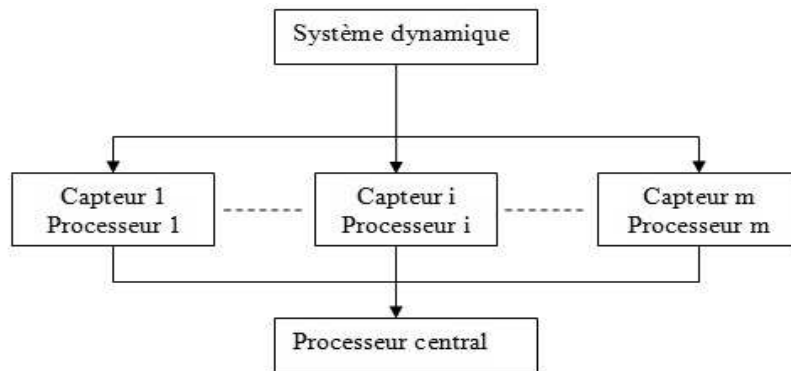 Système dynamique
Capteur 1
Processeur 1
Capteur i
Processeur i
Capteur m
Processeur m
Processeur central